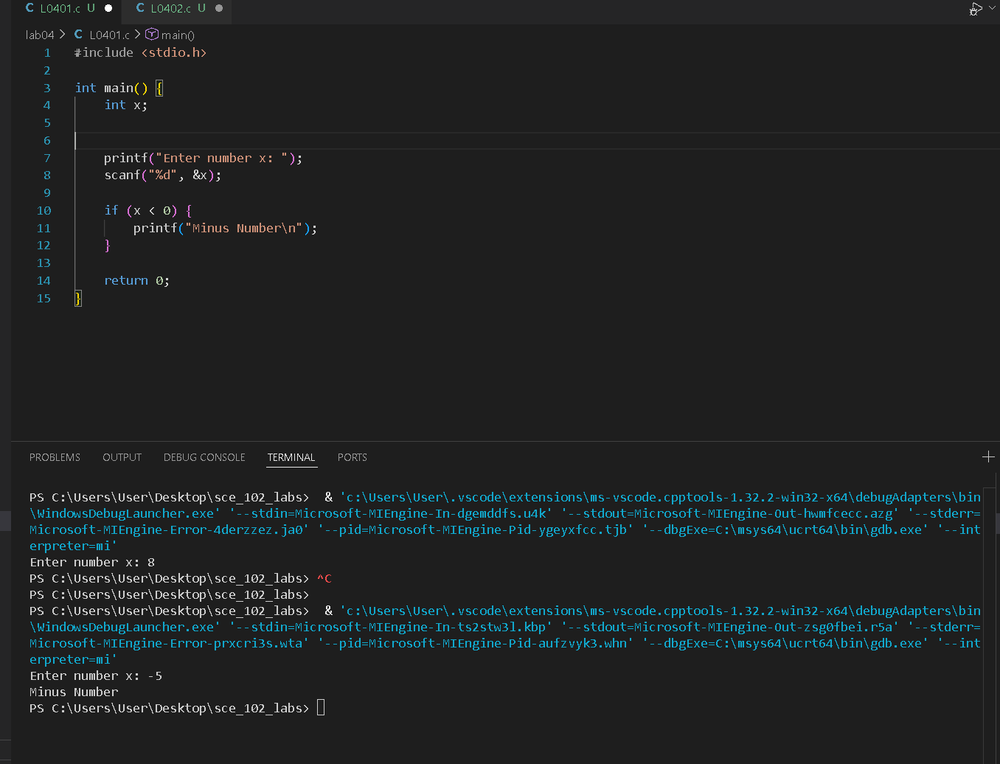 C L0401.c U ● C L0402.c U ●
lab04 > C L0401.c > main()
1 #include <stdio.h>
2
3 int main() {
4     int x;
5
6
7     printf("Enter number x: ");
8     scanf("%d", &x);
9
10     if (x < 0) {
11         printf("Minus Number\n");
12     }
13
14     return 0;
15 }
PROBLEMS OUTPUT DEBUG CONSOLE TERMINAL PORTS
PS C:\Users\User\Desktop\sce_102_labs>  & 'c:\Users\User\.vscode\extensions\ms-vscode.cpptools-1.32.2-win32-x64\debugAdapters\bin
\WindowsDebugLauncher.exe' '--stdin=Microsoft-MIEngine-In-dgemddfs.u4k' '--stdout=Microsoft-MIEngine-Out-hwmfcecc.azg' '--stderr=
Microsoft-MIEngine-Error-4derzzez.ja0' '--pid=Microsoft-MIEngine-Pid-ygeyxfcc.tjb' '--dbgExe=C:\msys64\ucrt64\bin\gdb.exe' '--int
erpreter=mi'
Enter number x: 8
PS C:\Users\User\Desktop\sce_102_labs> ^C
PS C:\Users\User\Desktop\sce_102_labs>
PS C:\Users\User\Desktop\sce_102_labs>  & 'c:\Users\User\.vscode\extensions\ms-vscode.cpptools-1.32.2-win32-x64\debugAdapters\bin
\WindowsDebugLauncher.exe' '--stdin=Microsoft-MIEngine-In-ts2stw3l.kbp' '--stdout=Microsoft-MIEngine-Out-zsg0fbei.r5a' '--stderr=
Microsoft-MIEngine-Error-prxcri3s.wta' '--pid=Microsoft-MIEngine-Pid-aufzvyk3.whn' '--dbgExe=C:\msys64\ucrt64\bin\gdb.exe' '--int
erpreter=mi'
Enter number x: -5
Minus Number
PS C:\Users\User\Desktop\sce_102_labs>